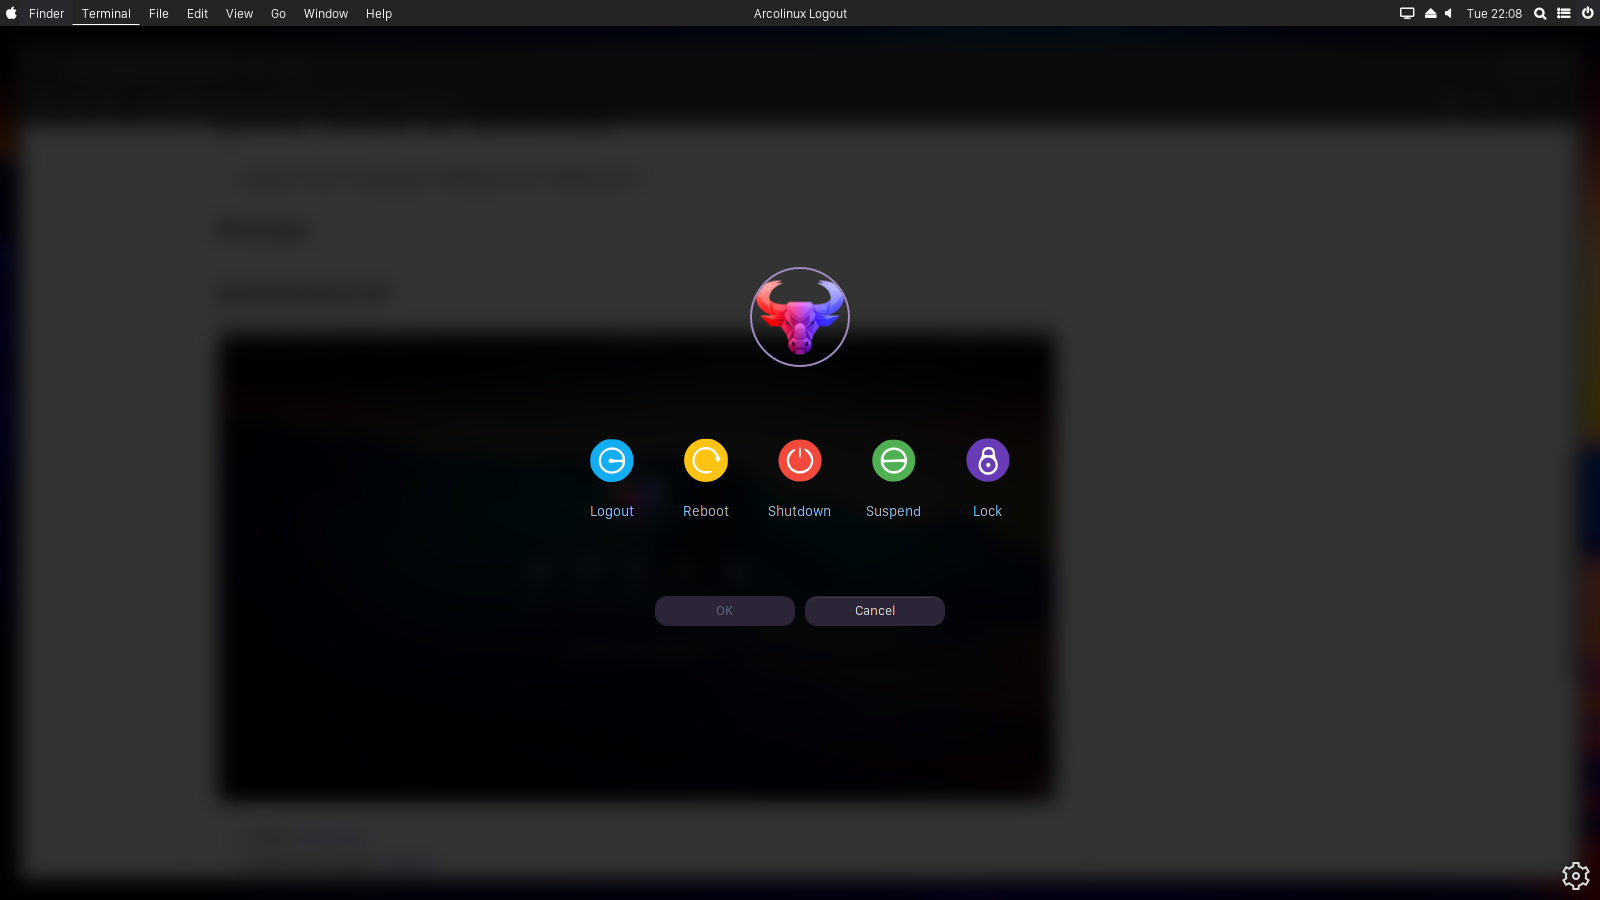 Finder Terminal File Edit View Go Window Help Arcolinux Logout Tue 22:08
Logout Reboot Shutdown Suspend Lock
OK Cancel